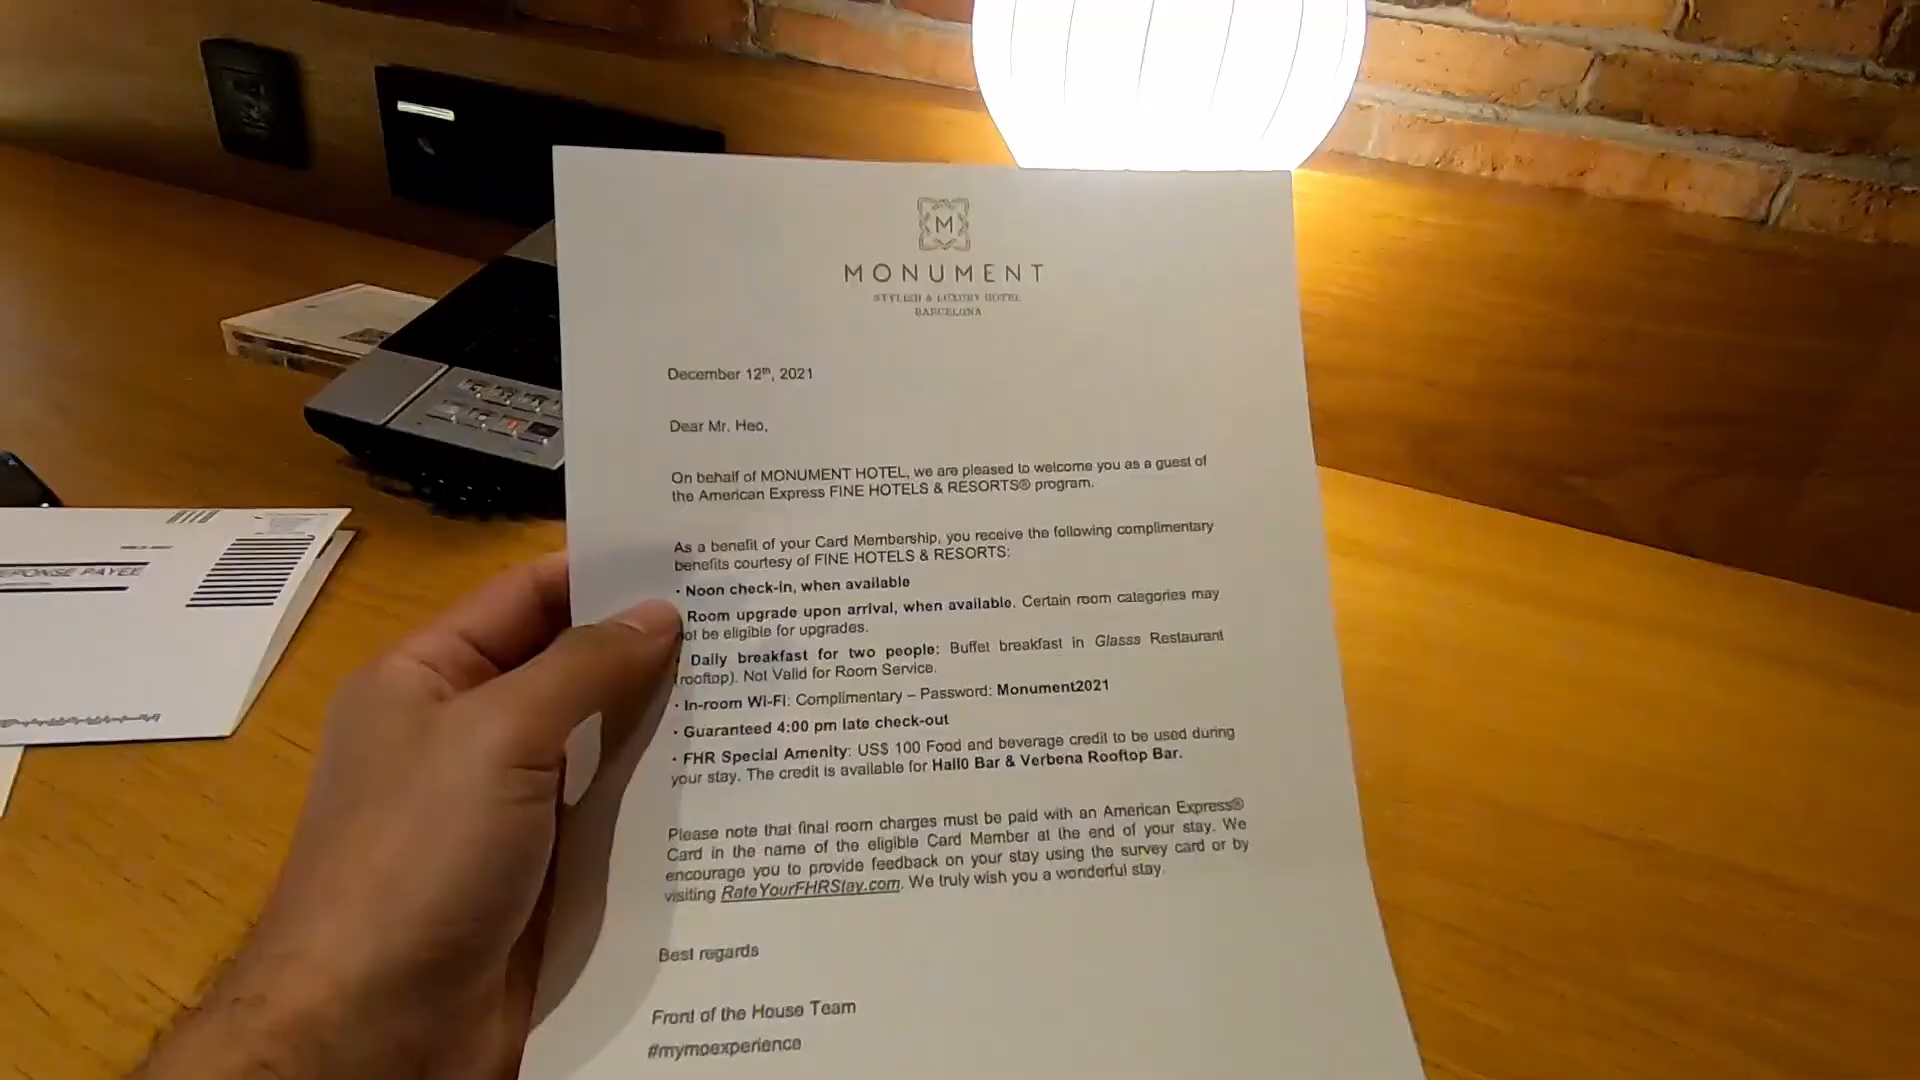 M
MONUMENT
STYLISH & LUXURY HOTEL
BARCELONA
December 12th, 2021
Dear Mr. Heo,
On behalf of MONUMENT HOTEL, we are pleased to welcome you as a guest of
the American Express FINE HOTELS & RESORTS® program.
As a benefit of your Card Membership, you receive the following complimentary
benefits courtesy of FINE HOTELS & RESORTS:
· Noon check-in, when available
Room upgrade upon arrival, when available. Certain room categories may
not be eligible for upgrades.
· Daily breakfast for two people: Buffet breakfast in Glasss Restaurant
(rooftop). Not Valid for Room Service.
· In-room Wi-Fi: Complimentary – Password: Monument2021
· Guaranteed 4:00 pm late check-out
· FHR Special Amenity: US$ 100 Food and beverage credit to be used during
your stay. The credit is available for Hall0 Bar & Verbena Rooftop Bar.
Please note that final room charges must be paid with an American Express®
Card in the name of the eligible Card Member at the end of your stay. We
encourage you to provide feedback on your stay using the survey card or by
visiting RateYourFHRStay.com. We truly wish you a wonderful stay.
Best regards
Front of the House Team
#mymoexperience
PAYEE